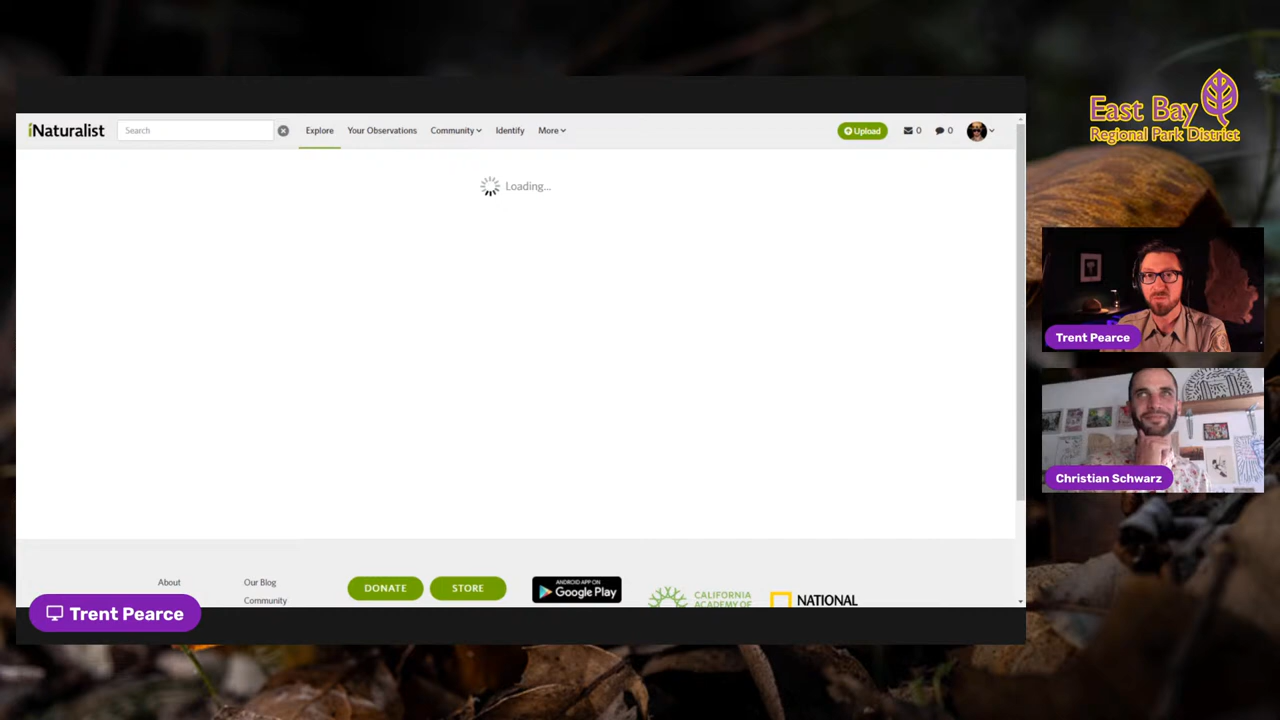 East Bay
Regional Park District
iNaturalist
Search
Explore
Your Observations
Community
Identify
More
Upload
0
0
Loading...
Trent Pearce
Christian Schwarz
About
Our Blog
Community
DONATE
STORE
ANDROID APP ON
Google Play
CALIFORNIA
ACADEMY OF
NATIONAL
Trent Pearce